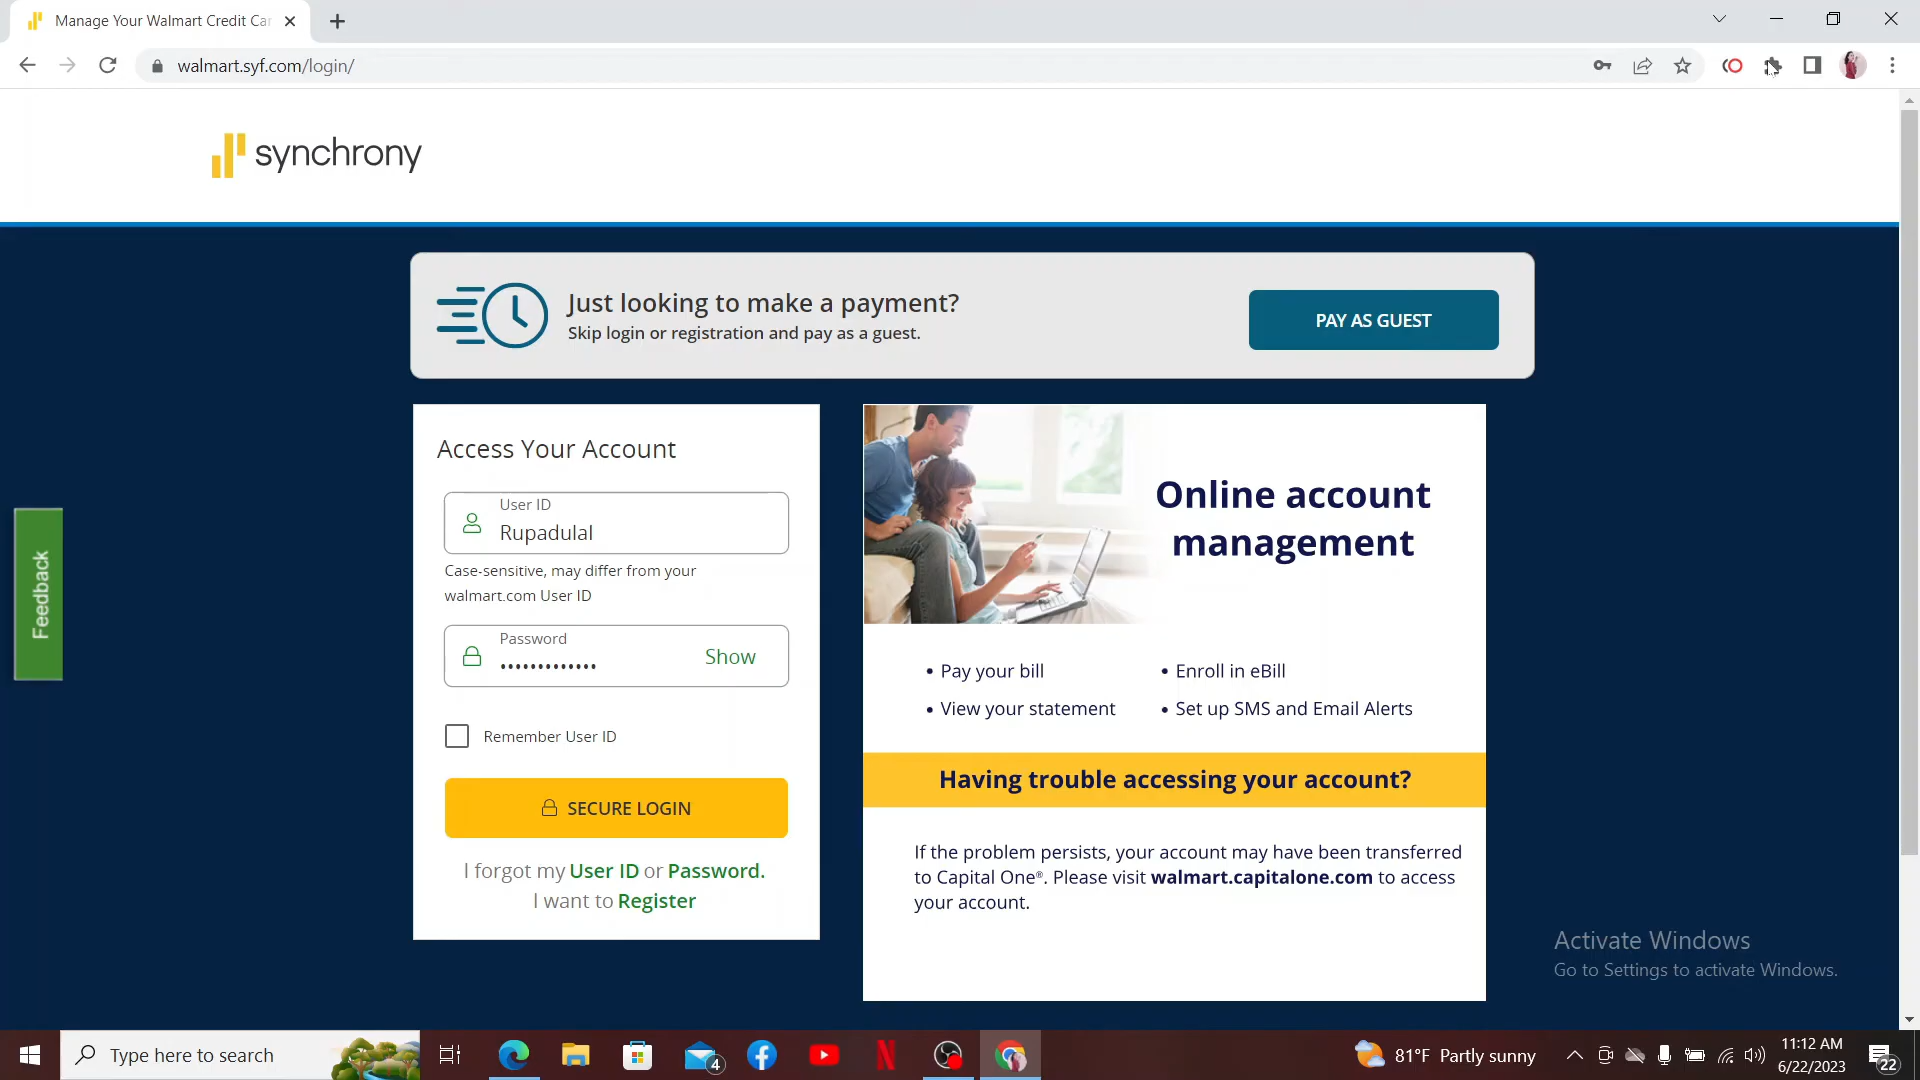 Manage Your Walmart Credit Car
walmart.syf.com/login/
synchrony
Just looking to make a payment?
Skip login or registration and pay as a guest.
PAY AS GUEST
Access Your Account
User ID
Rupadulal
Case-sensitive, may differ from your
walmart.com User ID
Password
•••••••••••••
Show
Remember User ID
SECURE LOGIN
I forgot my User ID or Password.
I want to Register
Feedback
Online account
management
• Pay your bill
• Enroll in eBill
• View your statement
• Set up SMS and Email Alerts
Having trouble accessing your account?
If the problem persists, your account may have been transferred
to Capital One®. Please visit walmart.capitalone.com to access
your account.
Activate Windows
Go to Settings to activate Windows.
Type here to search
4
81°F Partly sunny
11:12 AM
6/22/2023
22